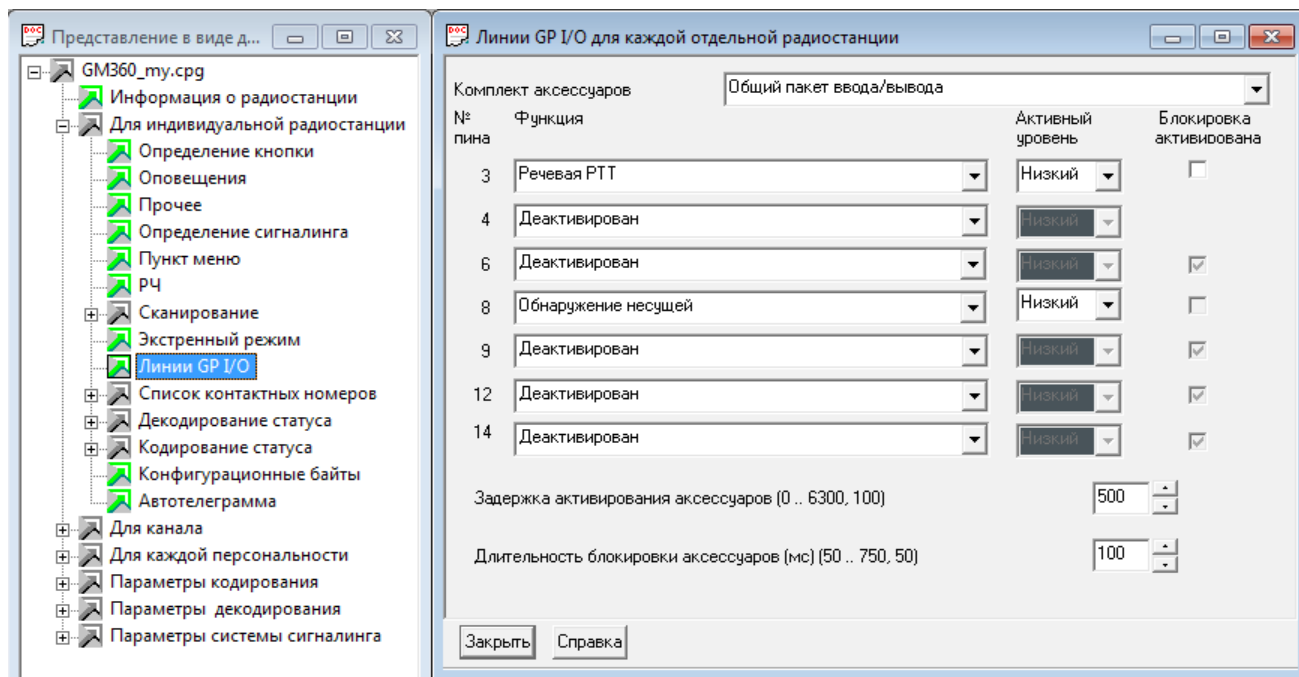 Представление в виде д...
GM360_my.cpg
Информация о радиостанции
Для индивидуальной радиостанции
Определение кнопки
Оповещения
Прочее
Определение сигналинга
Пункт меню
РЧ
Сканирование
Экстренный режим
Линии GP I/O
Список контактных номеров
Декодирование статуса
Кодирование статуса
Конфигурационные байты
Автотелеграмма
Для канала
Для каждой персональности
Параметры кодирования
Параметры декодирования
Параметры системы сигналинга
Линии GP I/O для каждой отдельной радиостанции
Комплект аксессуаров Общий пакет ввода/вывода
№ пина Функция Активный уровень Блокировка активирована
3 Речевая PTT Низкий
4 Деактивирован Низкий
6 Деактивирован Низкий
8 Обнаружение несущей Низкий
9 Деактивирован Низкий
12 Деактивирован Низкий
14 Деактивирован Низкий
Задержка активирования аксессуаров (0 .. 6300, 100) 500
Длительность блокировки аксессуаров (мс) (50 .. 750, 50) 100
Закрыть Справка